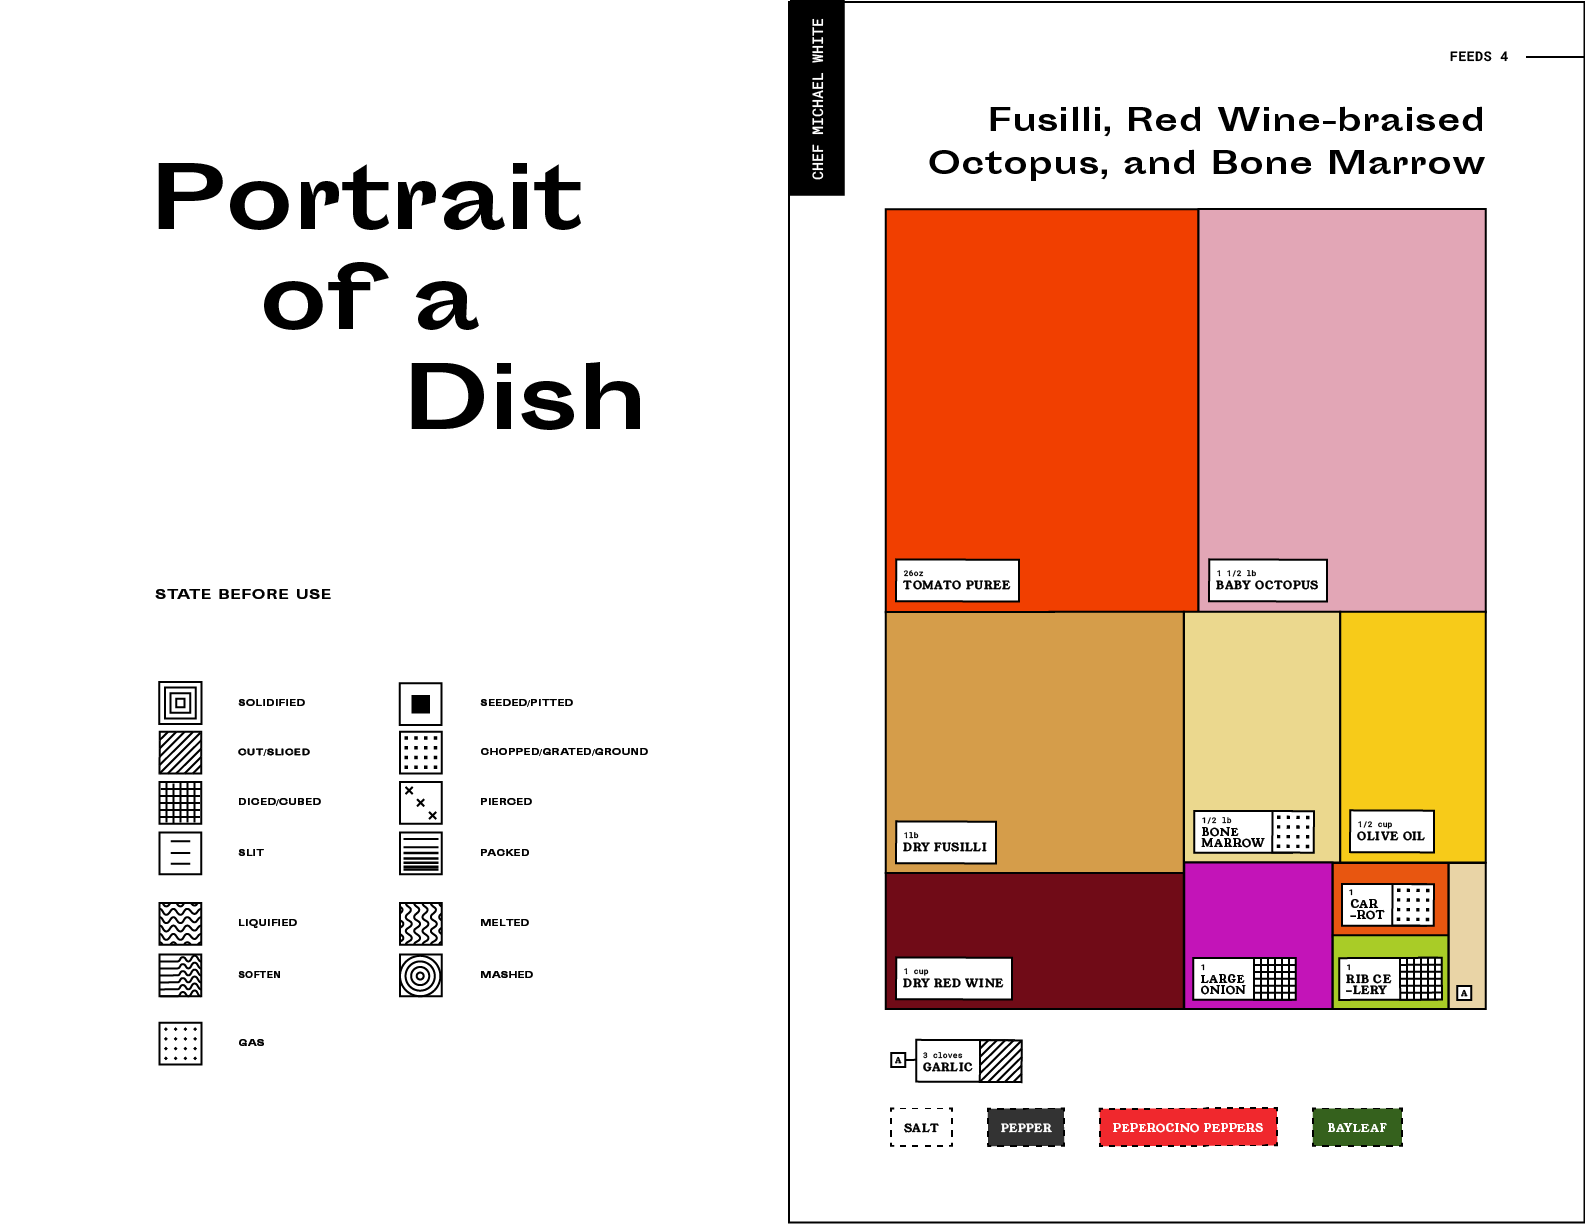 Portrait
of a
Dish
STATE BEFORE USE
SOLIDIFIED
CUT/SLICED
DICED/CUBED
SLIT
LIQUIFIED
SOFTEN
GAS
SEEDED/PITTED
CHOPPED/GRATED/GROUND
PIERCED
PACKED
MELTED
MASHED
CHEF MICHAEL WHITE
FEEDS 4
Fusilli, Red Wine-braised
Octopus, and Bone Marrow
26oz
TOMATO PUREE
1 1/2 lb
BABY OCTOPUS
1lb
DRY FUSILLI
1/2 lb
BONE
MARROW
1/2 cup
OLIVE OIL
1 cup
DRY RED WINE
1
LARGE
ONION
1
CAR
-ROT
1
RIB CE
-LERY
A
A
3 cloves
GARLIC
SALT
PEPPER
PEPEROCINO PEPPERS
BAYLEAF